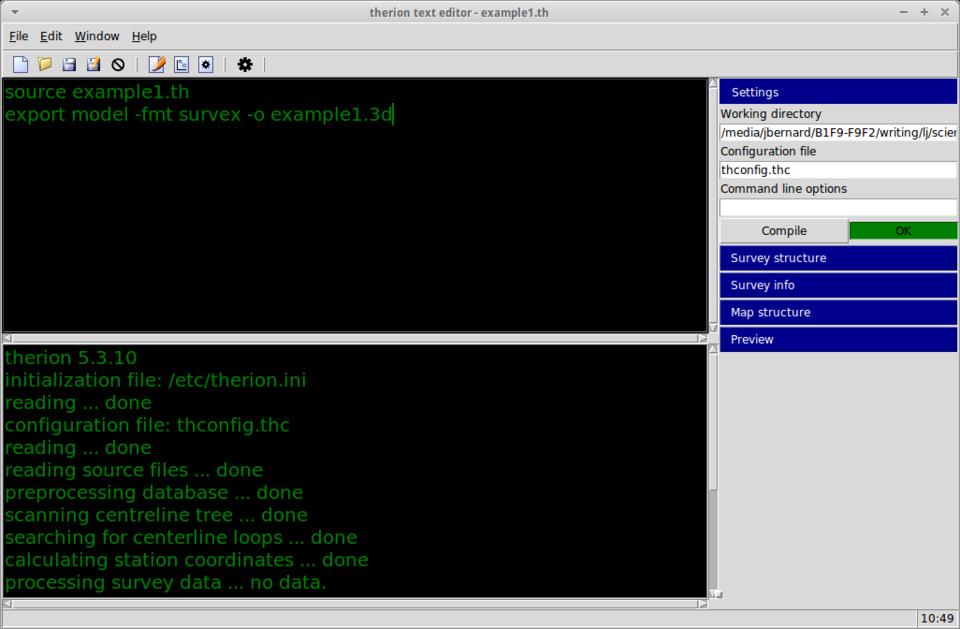 therion text editor - example1.th
File Edit Window Help
source example1.th
export model -fmt survex -o example1.3d
Settings
Working directory
/media/jbernard/B1F9-F9F2/writing/lj/scier
Configuration file
thconfig.thc
Command line options
Compile OK
Survey structure
Survey info
Map structure
Preview
therion 5.3.10
initialization file: /etc/therion.ini
reading ... done
configuration file: thconfig.thc
reading ... done
reading source files ... done
preprocessing database ... done
scanning centreline tree ... done
searching for centerline loops ... done
calculating station coordinates ... done
processing survey data ... no data.
10:49